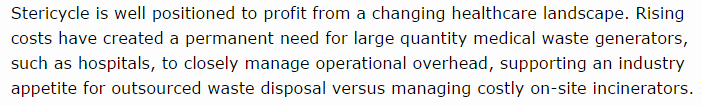 Stericycle is well positioned to profit from a changing healthcare landscape. Rising
costs have created a permanent need for large quantity medical waste generators,
such as hospitals, to closely manage operational overhead, supporting an industry
appetite for outsourced waste disposal versus managing costly on-site incinerators.